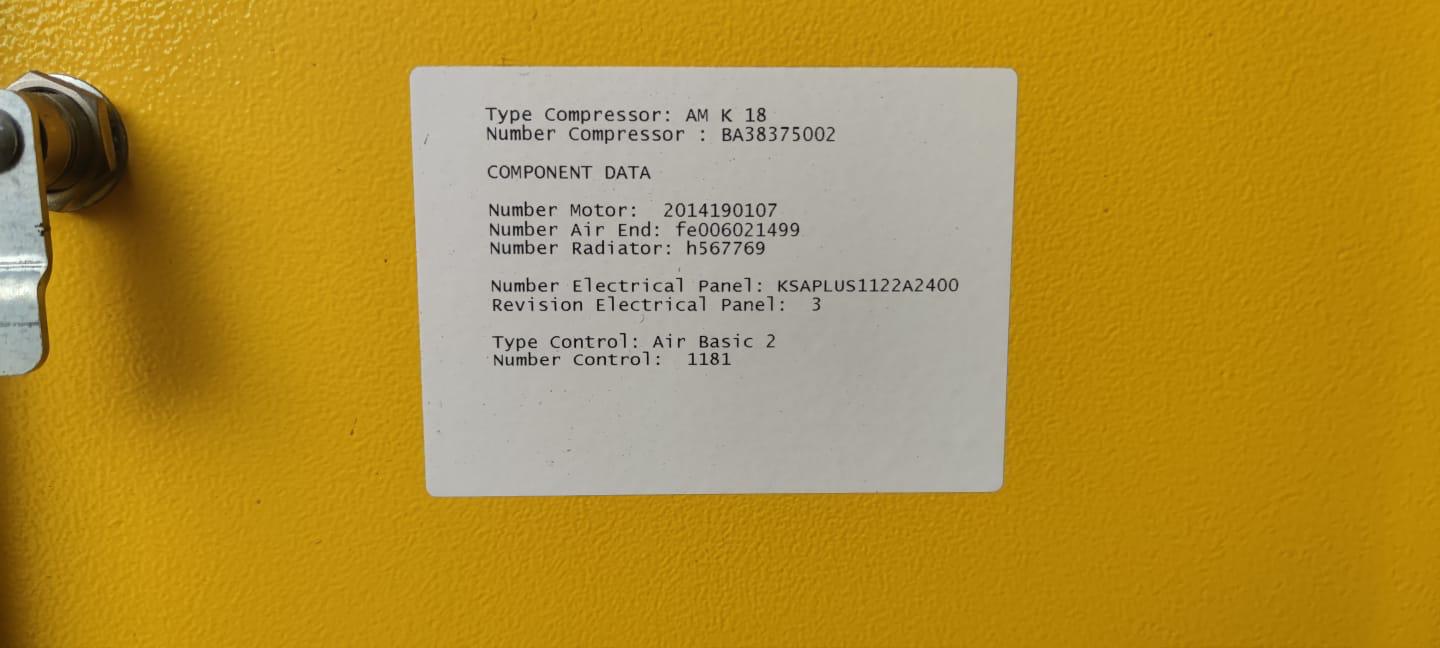 Type Compressor: AM K 18
Number Compressor : BA38375002
COMPONENT DATA
Number Motor:  2014190107
Number Air End: fe006021499
Number Radiator: h567769
Number Electrical Panel: KSAPLUS1122A2400
Revision Electrical Panel:  3
Type Control: Air Basic 2
Number Control:  1181